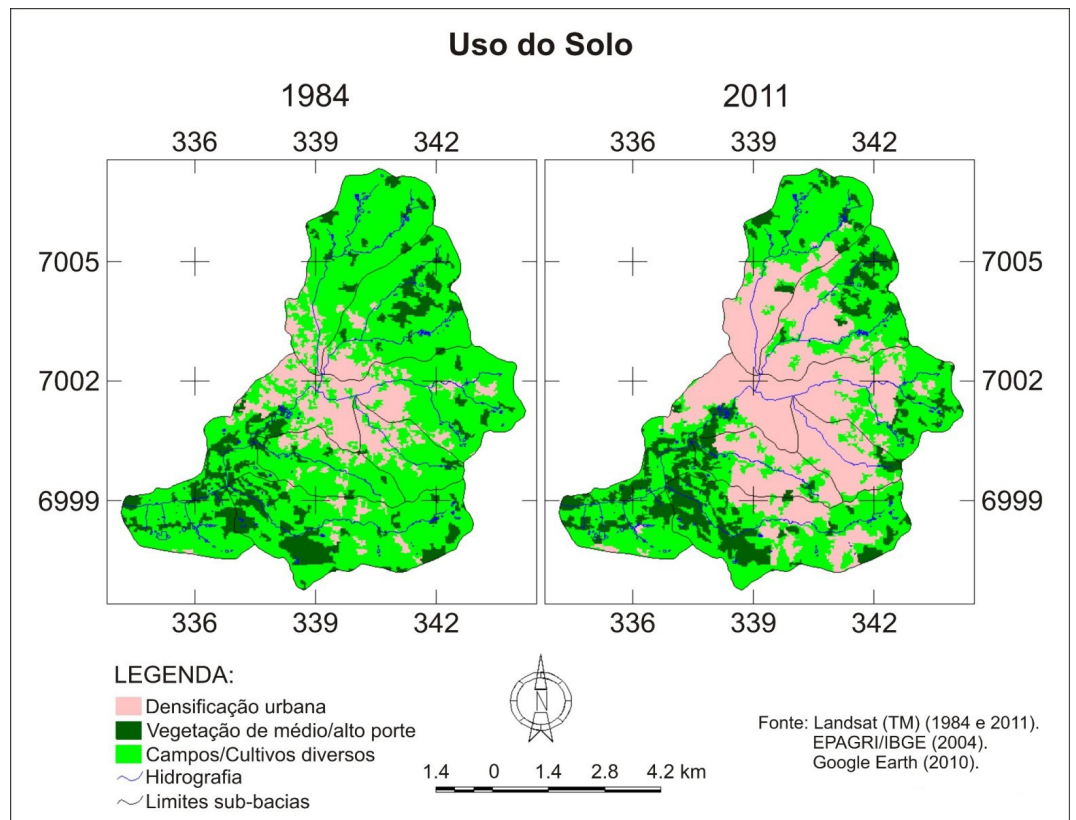 Uso do Solo
1984
2011
336 339 342
336 339 342
7005
7005
7002
7002
6999
6999
336 339 342
336 339 342
LEGENDA:
Densificação urbana
Vegetação de médio/alto porte
Campos/Cultivos diversos
Hidrografia
Limites sub-bacias
N
1.4 0 1.4 2.8 4.2 km
Fonte: Landsat (TM) (1984 e 2011).
EPAGRI/IBGE (2004).
Google Earth (2010).